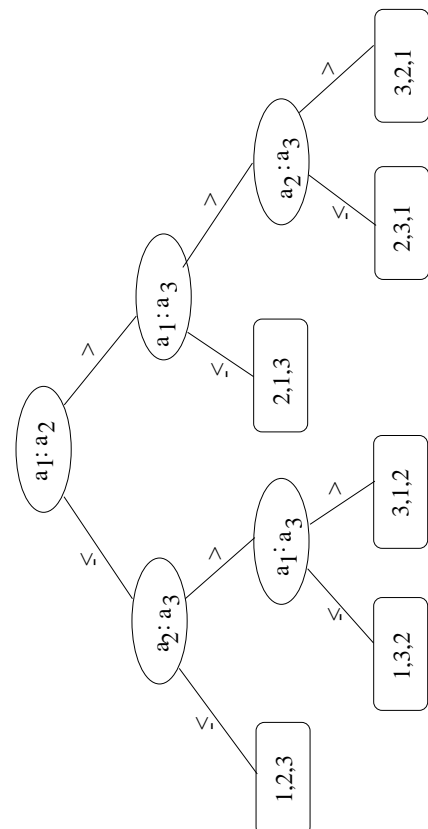 a₁:a₂
≤ >
a₂:a₃ a₁:a₃
≤ > ≤ >
1,2,3 a₁:a₃ 2,1,3 a₂:a₃
≤ > ≤ >
1,3,2 3,1,2 2,3,1 3,2,1